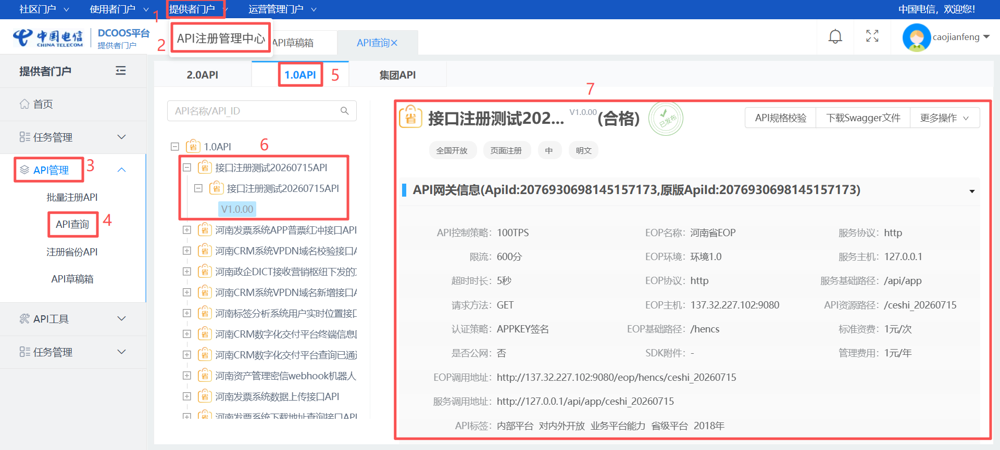 社区门户
使用者门户
提供者门户
运营管理门户
中国电信，欢迎您！
1
中国电信
CHINA TELECOM
DCOOS平台
提供者门户
2
API注册管理中心
API草稿箱
API查询×
caojianfeng
提供者门户
首页
任务管理
API管理
3
批量注册API
API查询
4
注册省份API
API草稿箱
API工具
任务管理
2.0API
1.0API
5
集团API
API名称/API_ID
省 1.0API
6
省 接口注册测试20260715API
省 接口注册测试20260715API
V1.0.00
省 河南发票系统APP普票红冲接口API
省 河南CRM系统VPDN域名校验接口A
省 河南政企DICT接收营销枢纽下发的
省 河南CRM系统VPDN域名新增接口A
省 河南标签分析系统用户实时位置接口
省 河南CRM数字化交付平台终端信息
省 河南CRM数字化交付平台查询已通
省 河南资产管理密信webhook机器人
省 河南发票系统数据上传接口API
省 河南发票系统下载地址查询接口API
7
省 接口注册测试202... V1.0.00 (合格)
已发布
API规格校验
下载Swagger文件
更多操作
全国开放
页面注册
中
明文
API网关信息(ApiId:2076930698145157173,原版ApiId:2076930698145157173)
API控制策略： 100TPS
EOP名称： 河南省EOP
服务协议： http
限流： 600分
EOP环境： 环境1.0
服务主机： 127.0.0.1
超时时长： 5秒
EOP协议： http
服务基础路径： /api/app
请求方法： GET
EOP主机： 137.32.227.102:9080
API资源路径： /ceshi_20260715
认证策略： APPKEY签名
EOP基础路径： /hencs
标准资费： 1元/次
是否公网： 否
SDK附件： -
管理费用： 1元/年
EOP调用地址： http://137.32.227.102:9080/eop/hencs/ceshi_20260715
服务调用地址： http://127.0.0.1/api/app/ceshi_20260715
API标签： 内部平台 对内外开放 业务平台能力 省级平台 2018年